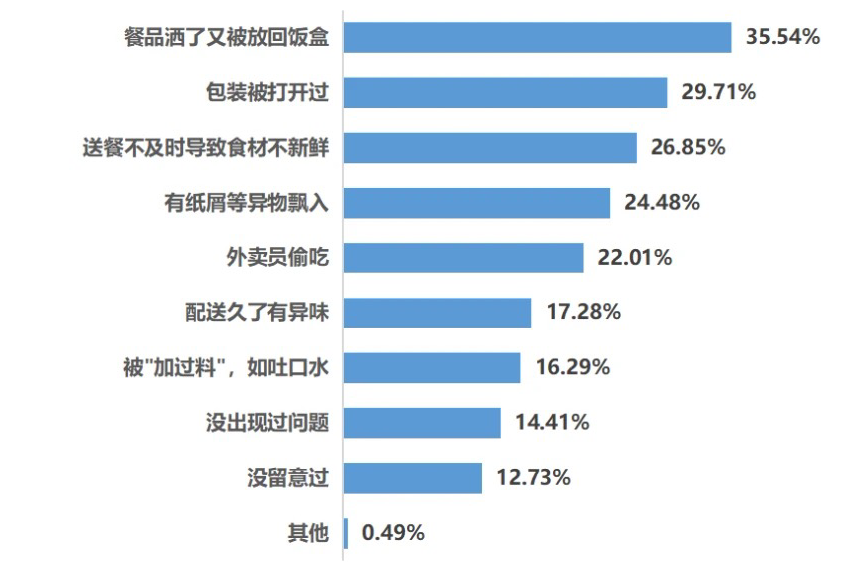 餐品洒了又被放回饭盒 35.54%
包装被打开过 29.71%
送餐不及时导致食材不新鲜 26.85%
有纸屑等异物飘入 24.48%
外卖员偷吃 22.01%
配送久了有异味 17.28%
被"加过料"，如吐口水 16.29%
没出现过问题 14.41%
没留意过 12.73%
其他 0.49%